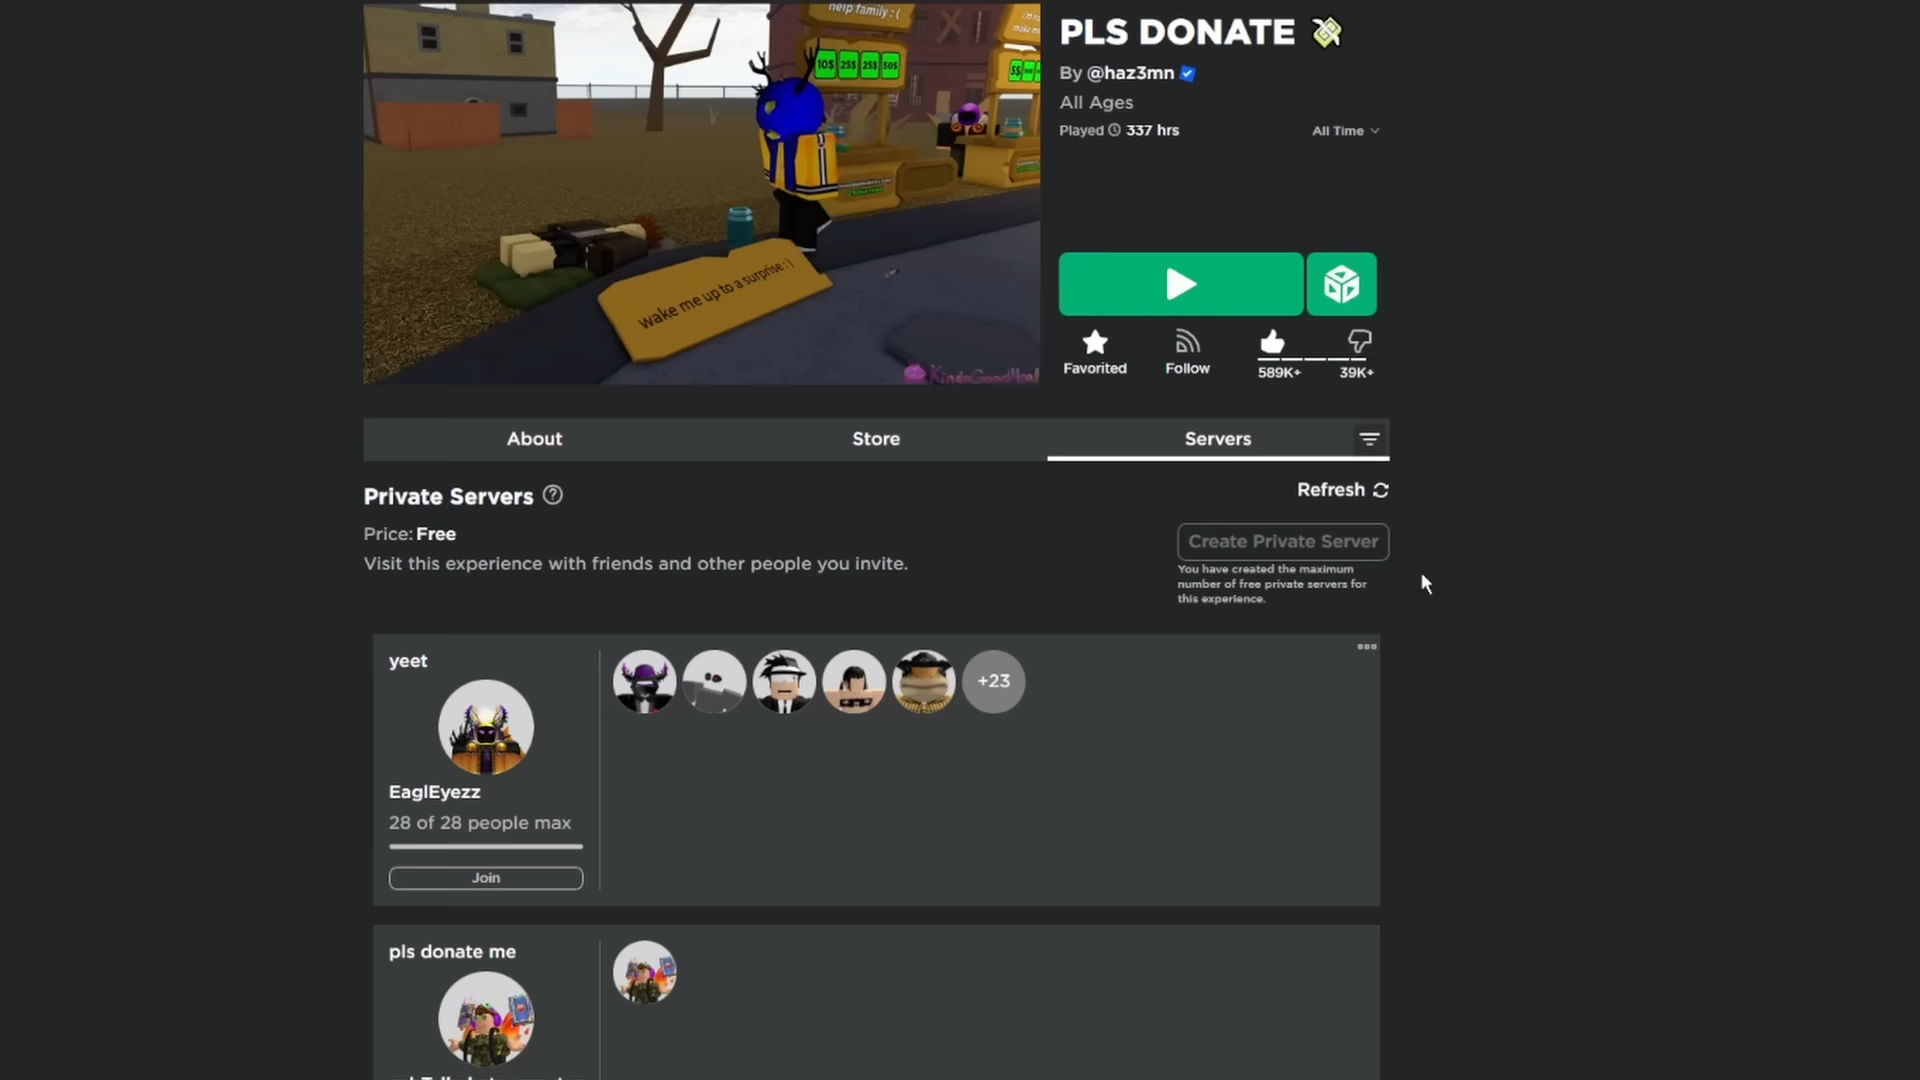 help family :(
10$ 25$ 25$ 50$
5$
wake me up to a surprise :)
PLS DONATE
By @haz3mn
All Ages
Played 337 hrs
All Time
Favorited
Follow
589K+
39K+
About
Store
Servers
Private Servers
Refresh
Price: Free
Visit this experience with friends and other people you invite.
Create Private Server
You have created the maximum
number of free private servers for
this experience.
yeet
+23
EaglEyezz
28 of 28 people max
Join
pls donate me